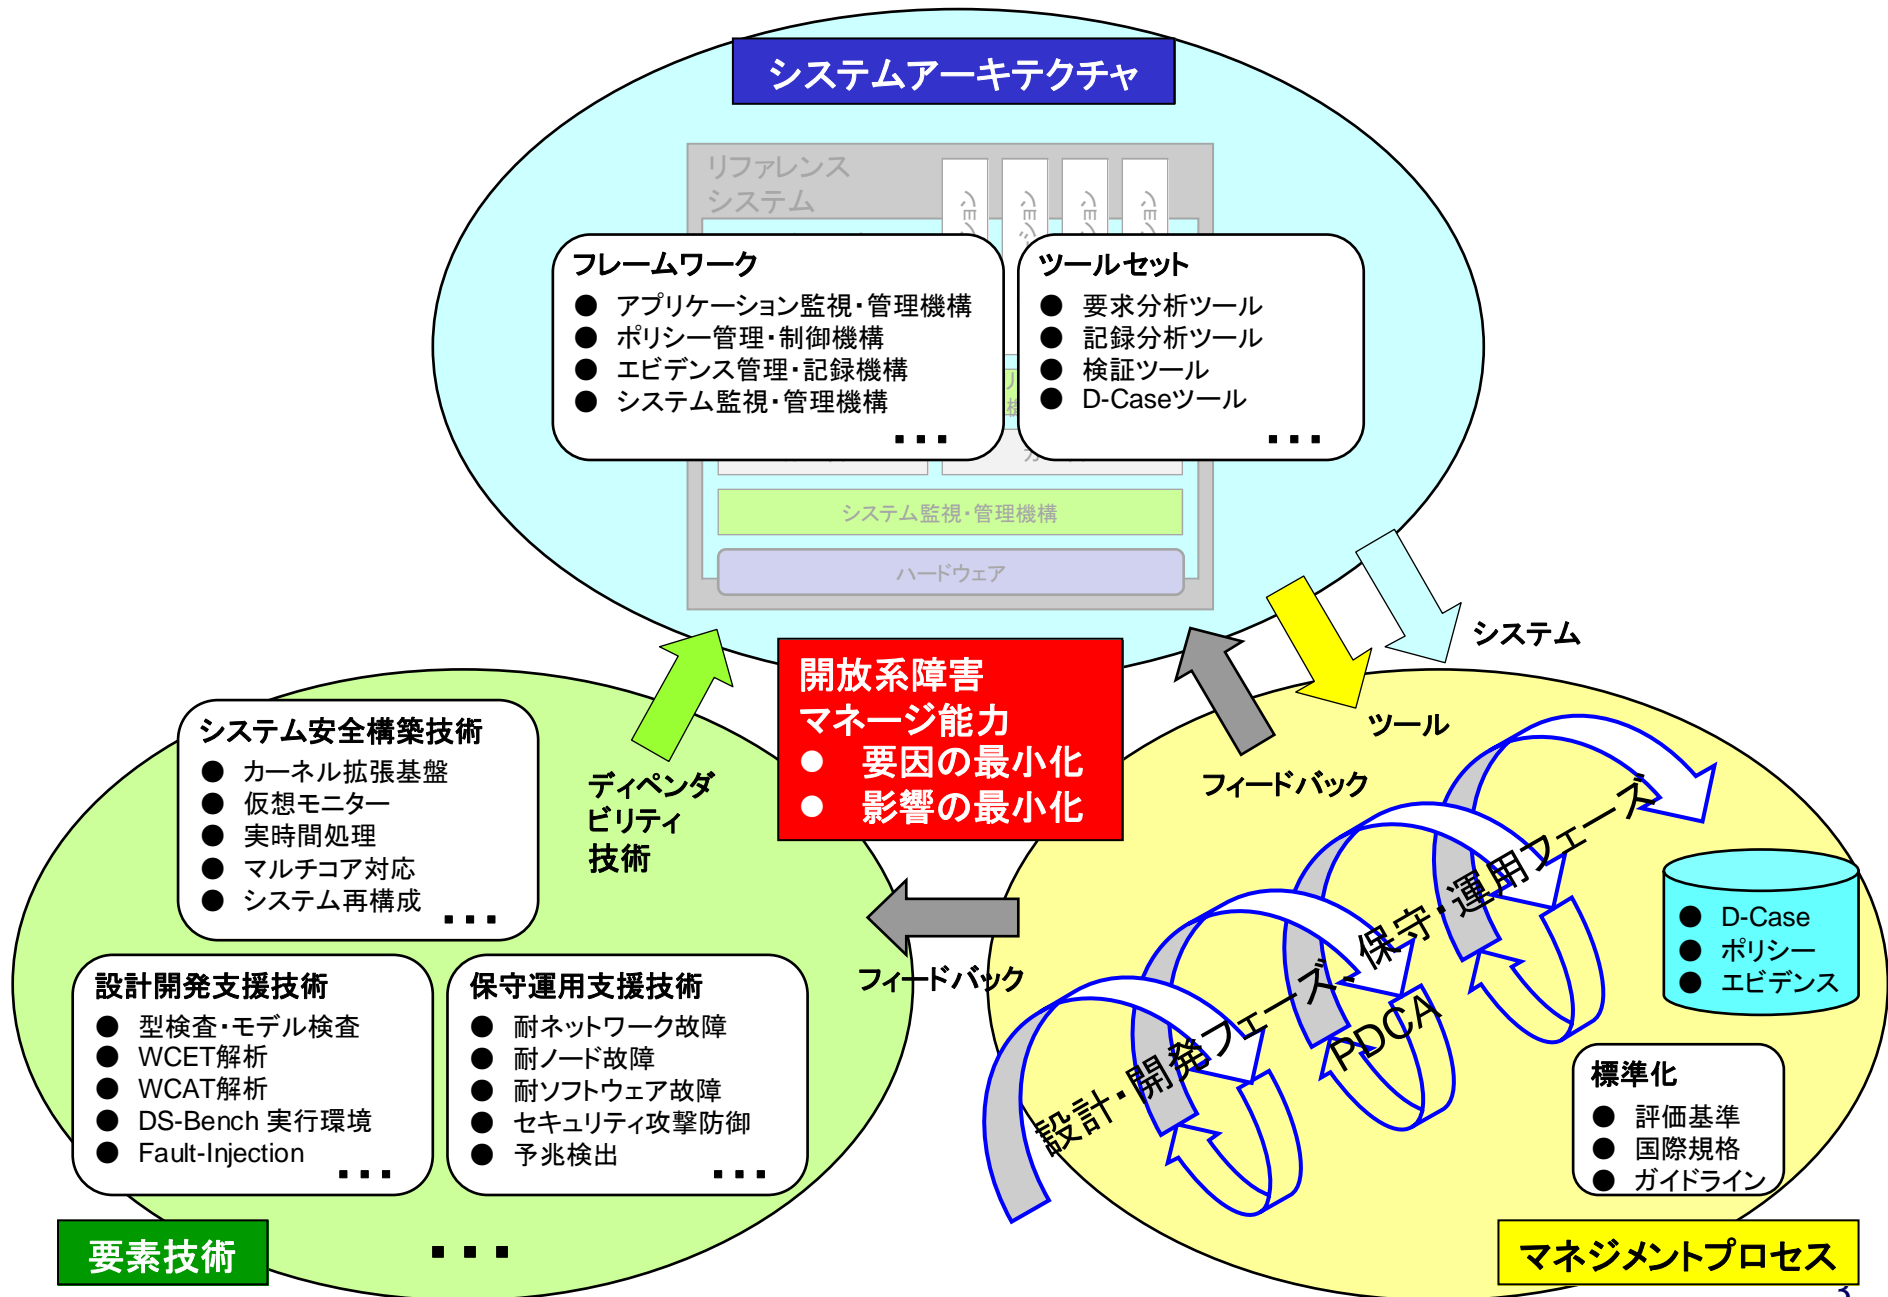 システムアーキテクチャ
リファレンス
システム
フレームワーク
● アプリケーション監視・管理機構
● ポリシー管理・制御機構
● エビデンス管理・記録機構
● システム監視・管理機構
...
ツールセット
● 要求分析ツール
● 記録分析ツール
● 検証ツール
● D-Caseツール
...
システム監視・管理機構
ハードウェア
システム
ツール
フィードバック
開放系障害
マネージ能力
● 要因の最小化
● 影響の最小化
ディペンダ
ビリティ
技術
フィードバック
システム安全構築技術
● カーネル拡張基盤
● 仮想モニター
● 実時間処理
● マルチコア対応
● システム再構成
...
設計開発支援技術
● 型検査・モデル検査
● WCET解析
● WCAT解析
● DS-Bench 実行環境
● Fault-Injection
...
保守運用支援技術
● 耐ネットワーク故障
● 耐ノード故障
● 耐ソフトウェア故障
● セキュリティ攻撃防御
● 予兆検出
...
要素技術
...
設計・開発フェーズ、保守・運用フェーズ
PDCA
● D-Case
● ポリシー
● エビデンス
標準化
● 評価基準
● 国際規格
● ガイドライン
マネジメントプロセス